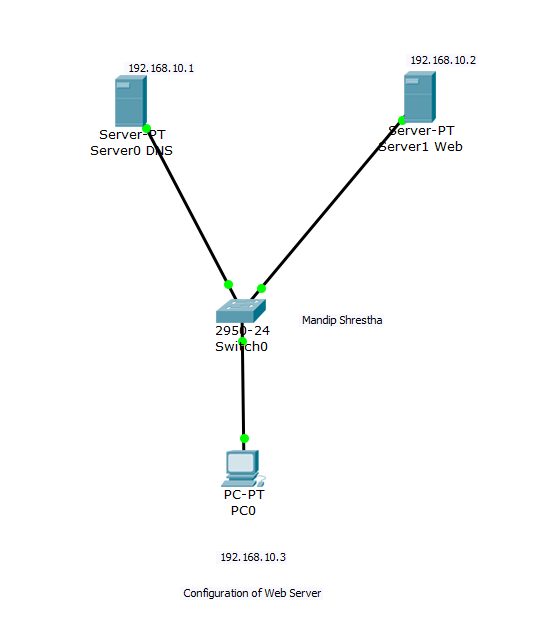 192.168.10.1
Server-PT
Server0 DNS
192.168.10.2
Server-PT
Server1 Web
2950-24
Switch0
Mandip Shrestha
PC-PT
PC0
192.168.10.3
Configuration of Web Server